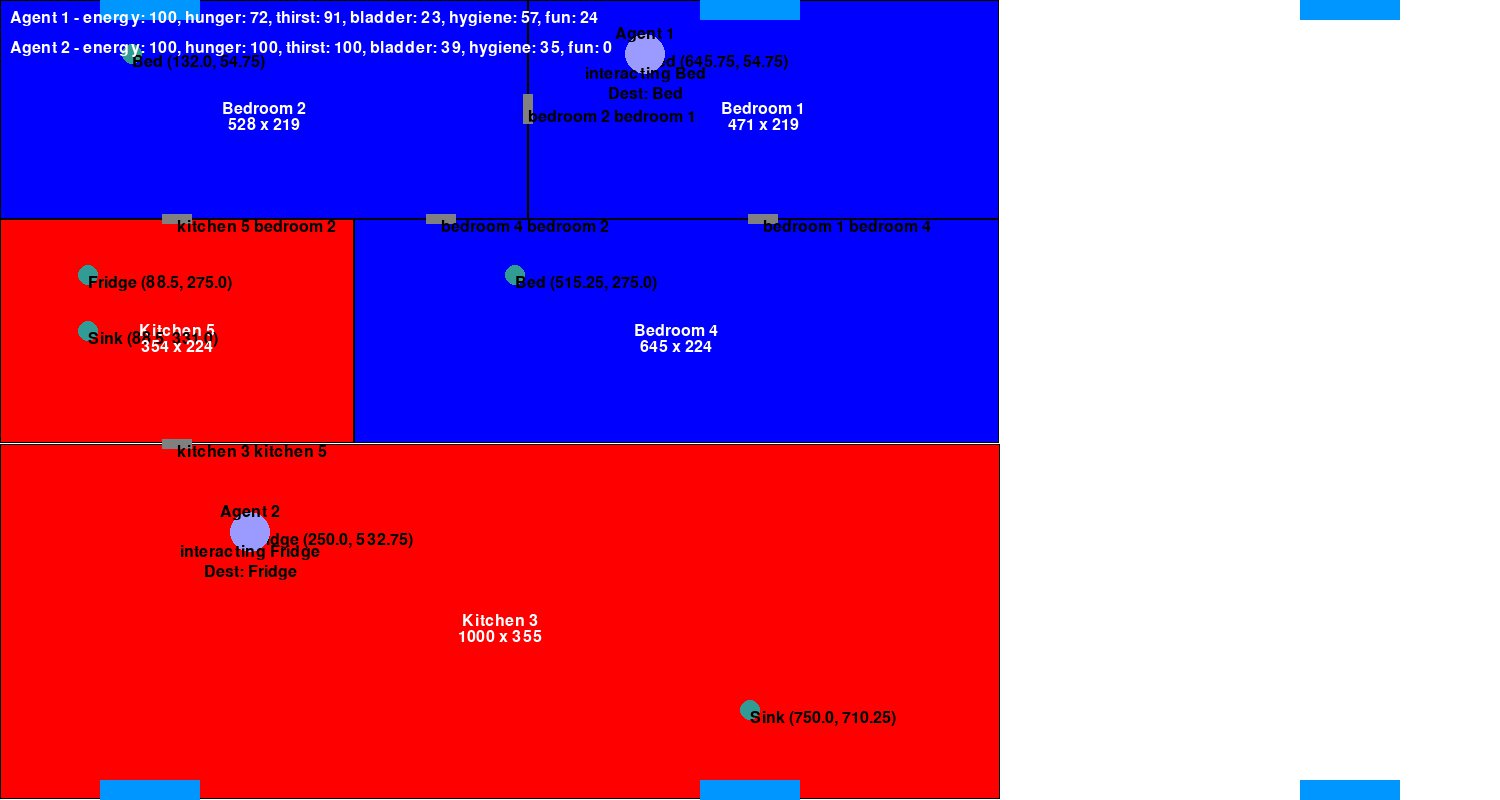 Agent 1 - energy: 100, hunger: 72, thirst: 91, bladder: 23, hygiene: 57, fun: 24
Agent 2 - energy: 100, hunger: 100, thirst: 100, bladder: 39, hygiene: 35, fun: 0
Bed (132.0, 54.75)
Bedroom 2
528 x 219
Agent 1
(645.75, 54.75)
interacting Bed
Dest: Bed
Bedroom 1
471 x 219
bedroom 2 bedroom 1
kitchen 5 bedroom 2
bedroom 4 bedroom 2
bedroom 1 bedroom 4
Fridge (88.5, 275.0)
Sink (88.5, 331.0)
Kitchen 5
354 x 224
Bed (515.25, 275.0)
Bedroom 4
645 x 224
kitchen 3 kitchen 5
Agent 2
(250.0, 532.75)
interacting Fridge
Dest: Fridge
Kitchen 3
1000 x 355
Sink (750.0, 710.25)